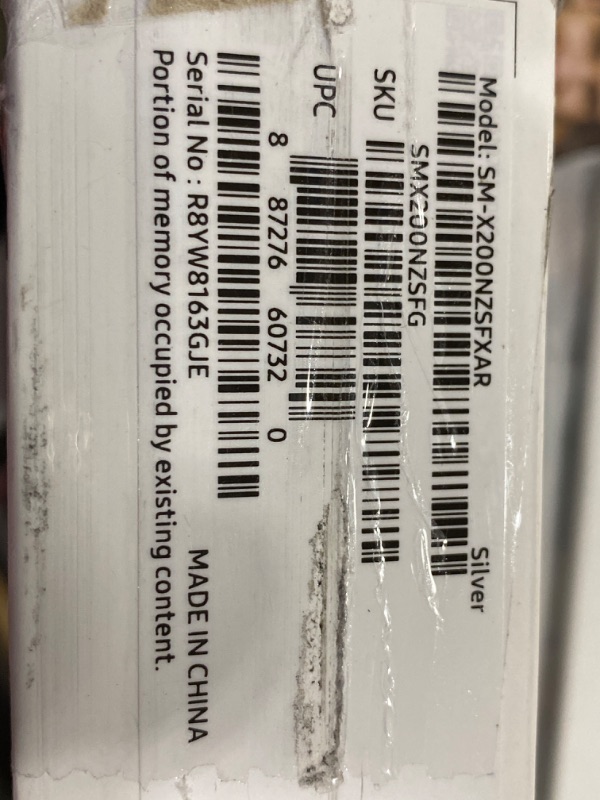 Model: SM-X200NZSFXAR Silver
SKU SMX200NZSFG
UPC
8 87276 60732 0
Serial No : R8YW8163GJE MADE IN CHINA
Portion of memory occupied by existing content.